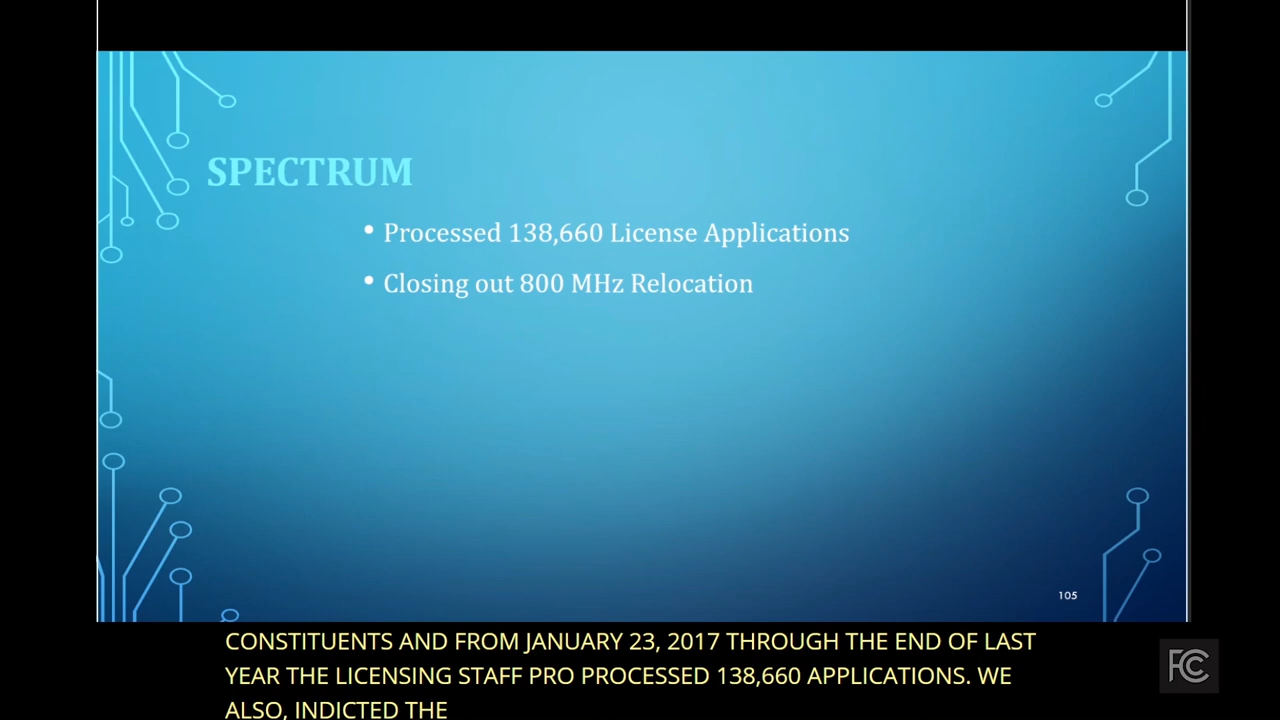 SPECTRUM
• Processed 138,660 License Applications
• Closing out 800 MHz Relocation
105
CONSTITUENTS AND FROM JANUARY 23, 2017 THROUGH THE END OF LAST
YEAR THE LICENSING STAFF PRO PROCESSED 138,660 APPLICATIONS. WE
ALSO, INDICTED THE
FCC